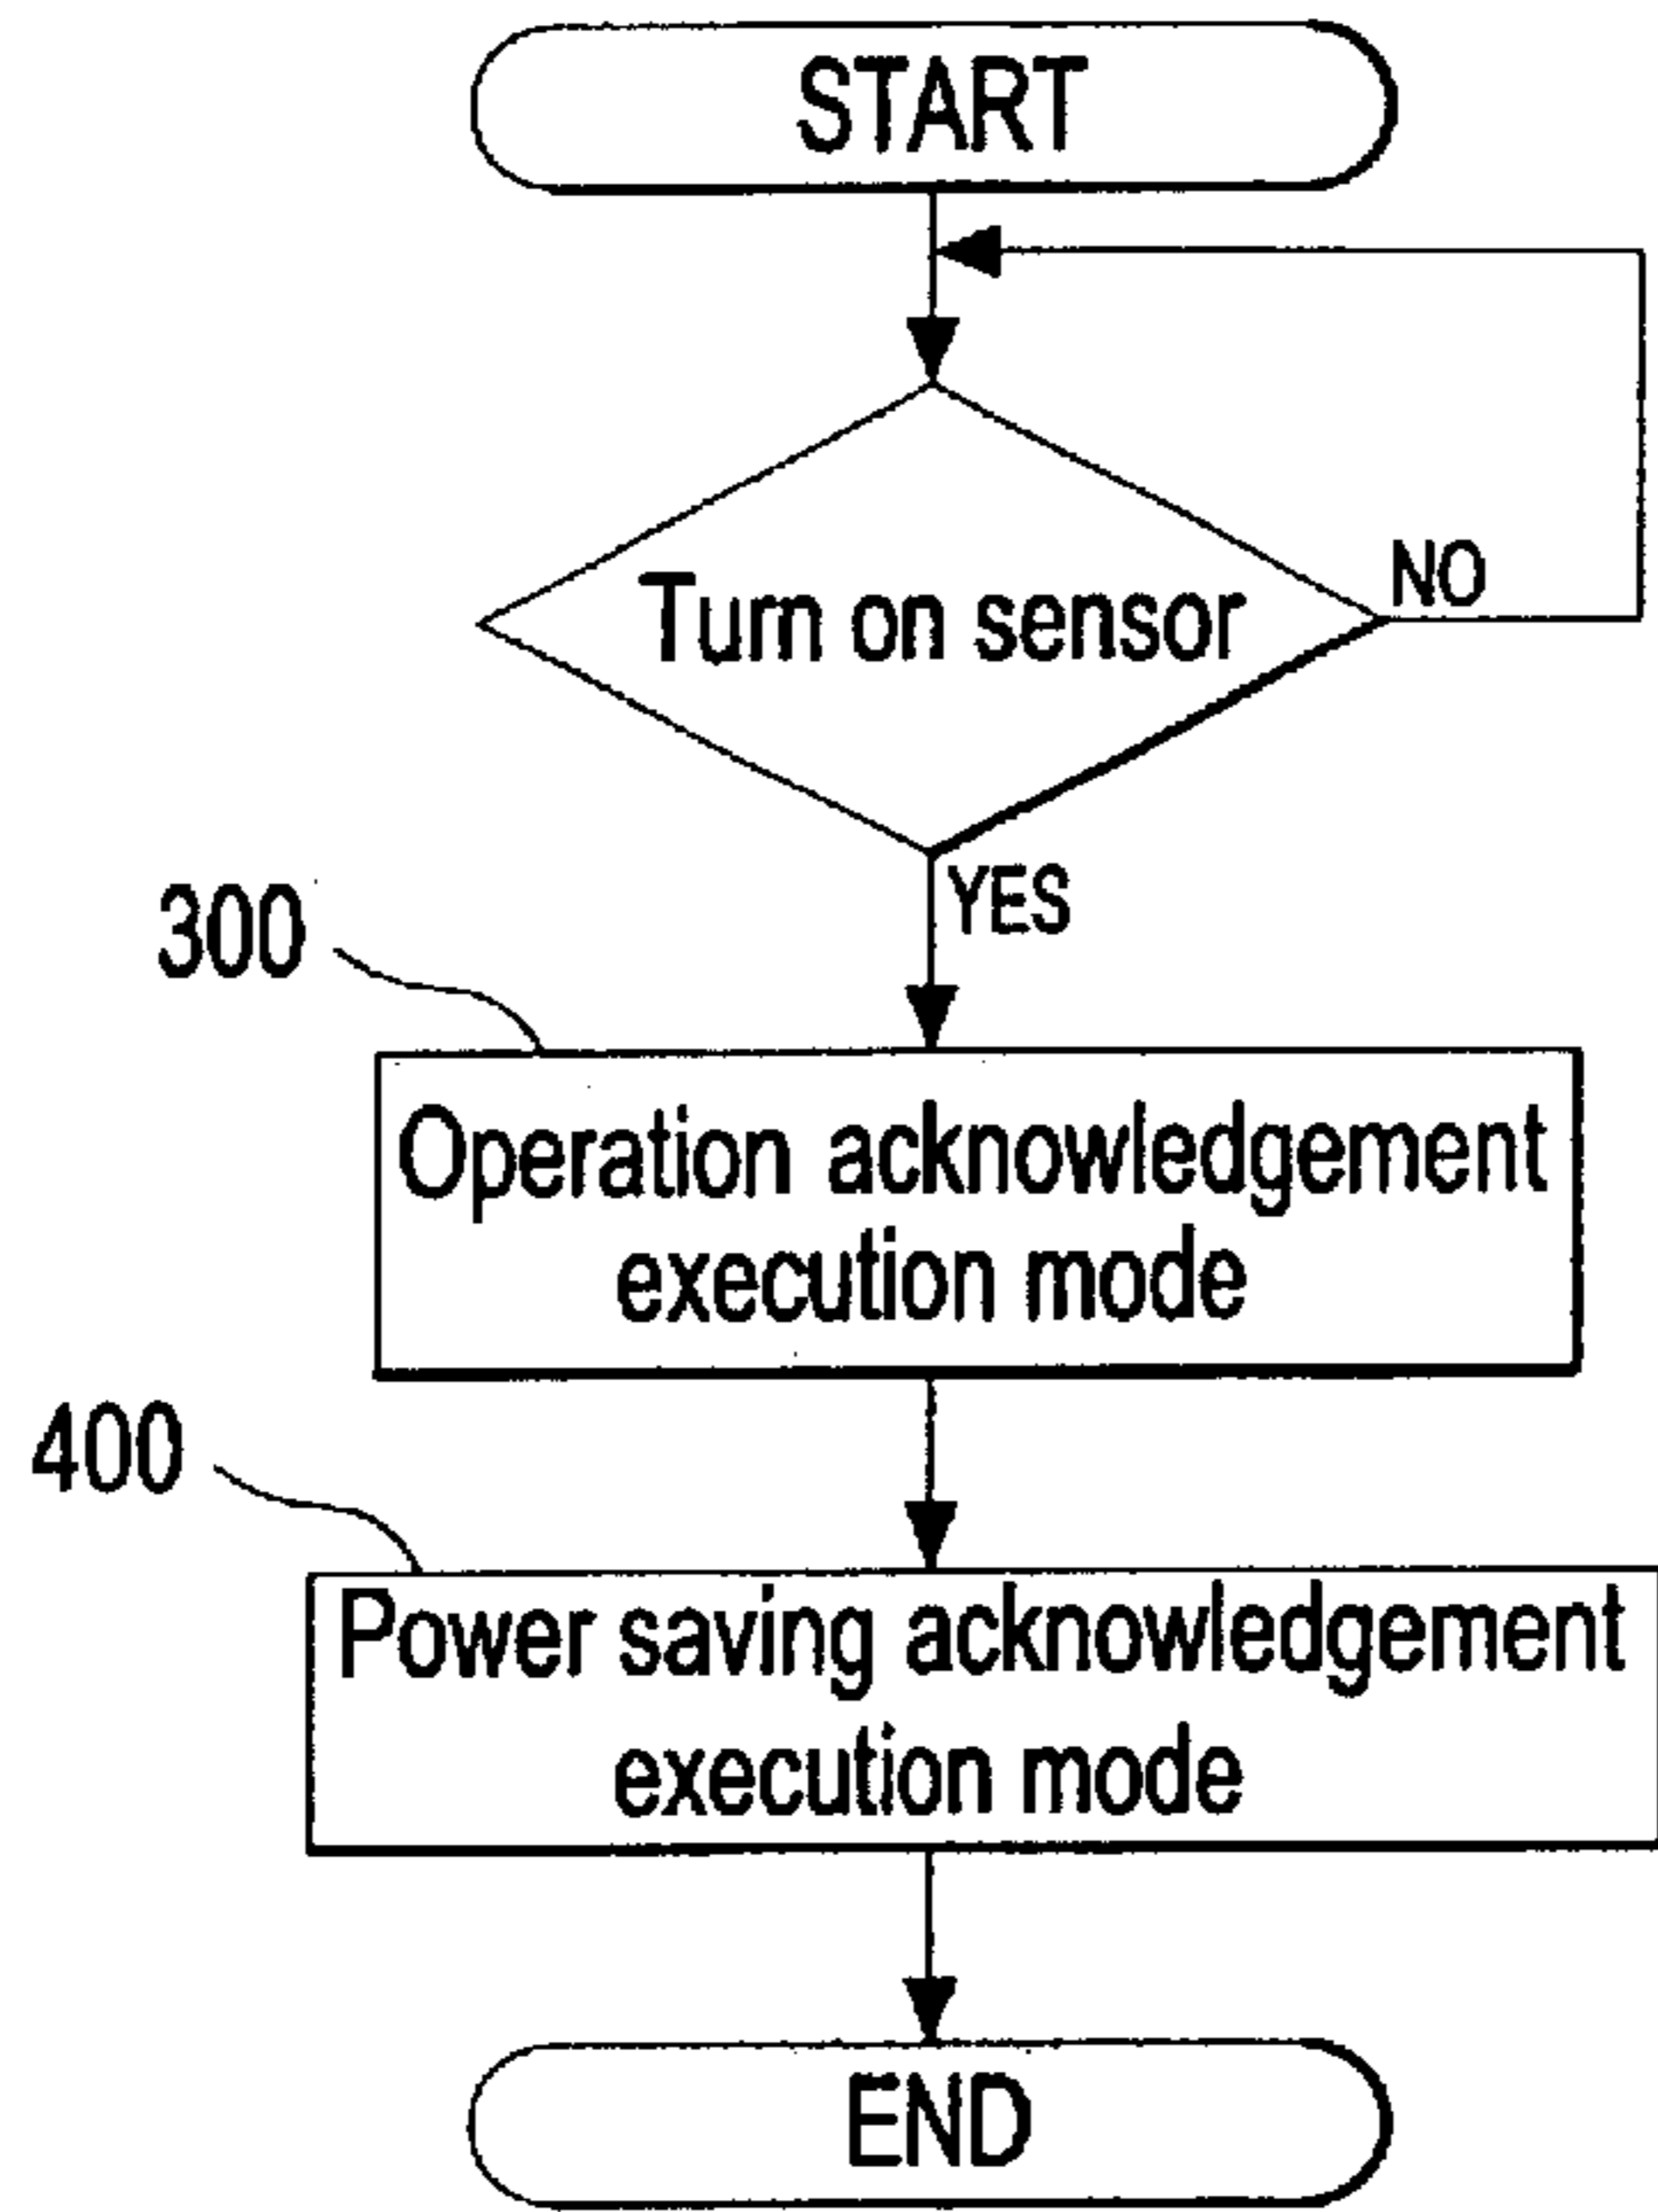 START
Turn on sensor
NO
YES
300
Operation acknowledgement
execution mode
400
Power saving acknowledgement
execution mode
END